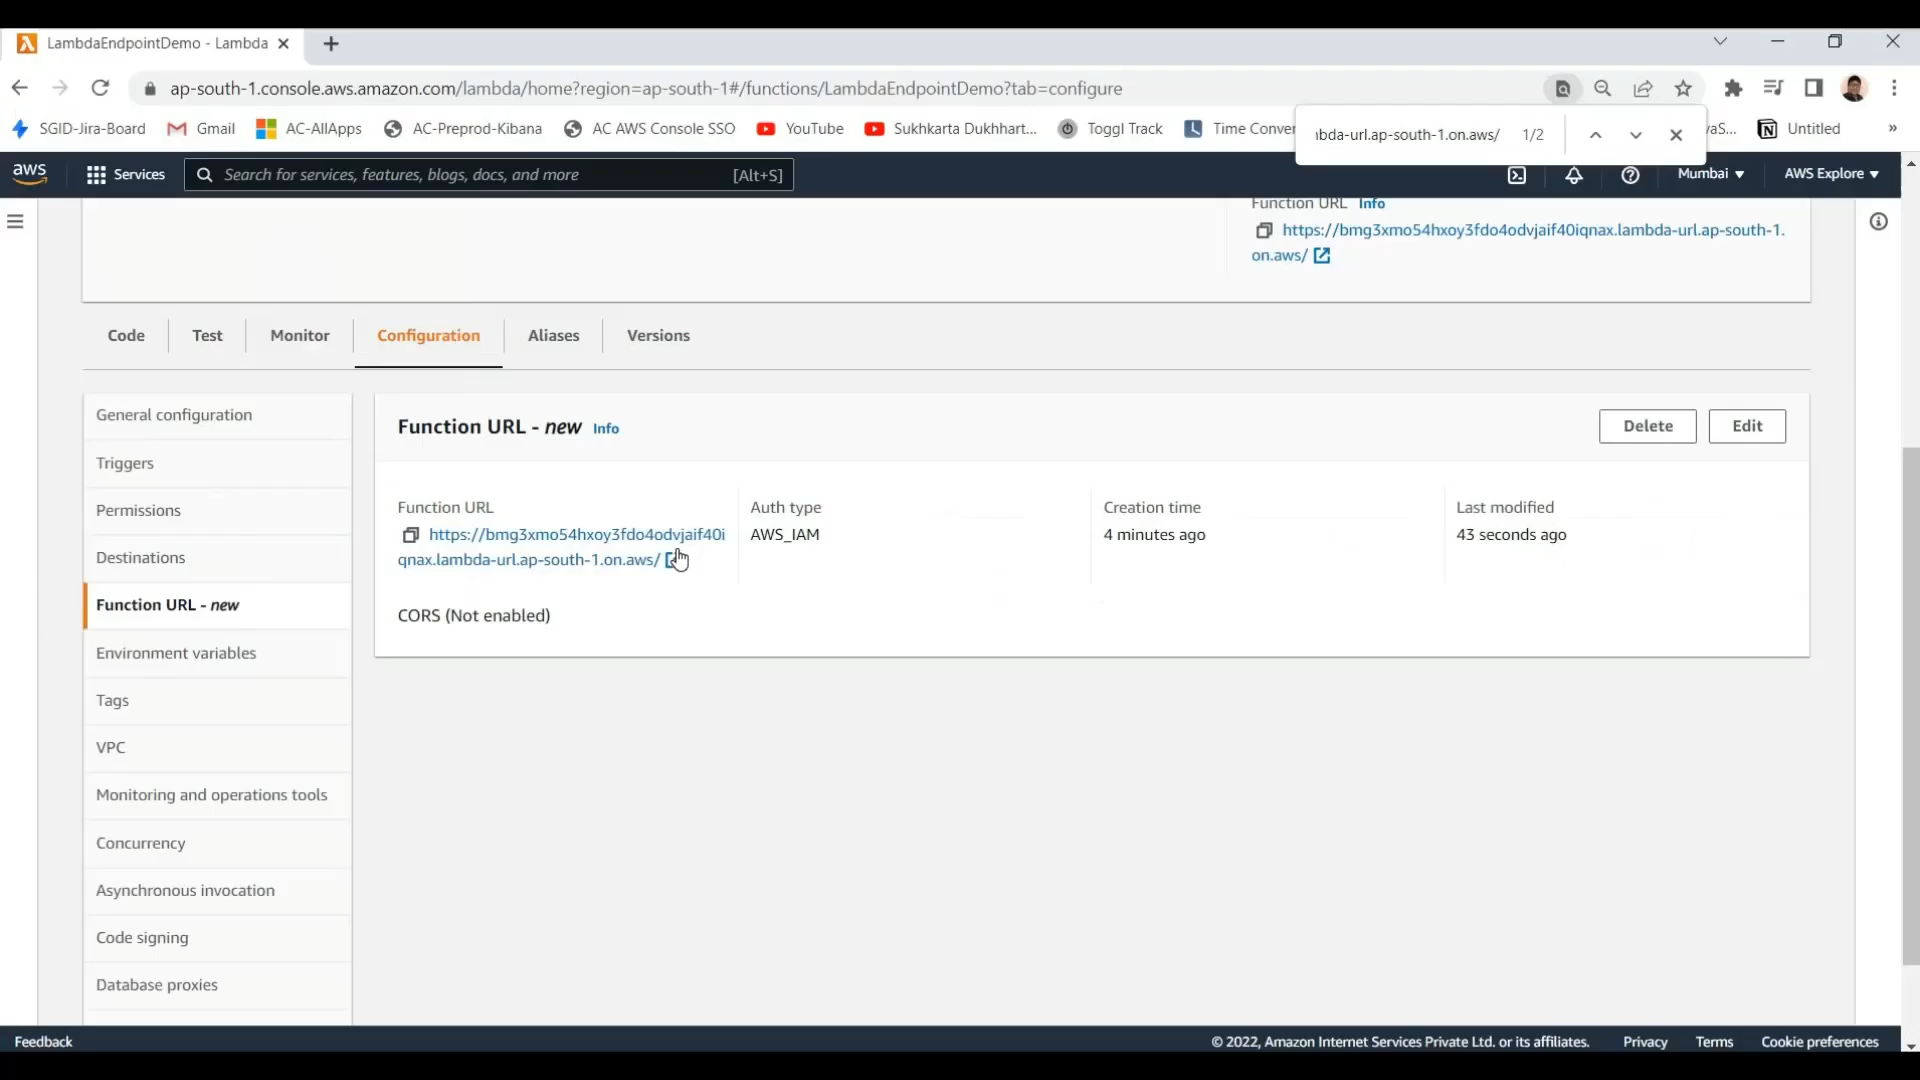 LambdaEndpointDemo - Lambda
ap-south-1.console.aws.amazon.com/lambda/home?region=ap-south-1#/functions/LambdaEndpointDemo?tab=configure
SGID-Jira-Board Gmail AC-AllApps AC-Preprod-Kibana AC AWS Console SSO YouTube Sukhkarta Dukhhart... Toggl Track Time Conver Untitled »
bda-url.ap-south-1.on.aws/ 1/2
aws Services Search for services, features, blogs, docs, and more [Alt+S] Mumbai ▼ AWS Explore ▼
Function URL Info
https://bmg3xmo54hxoy3fdo4odvjaif40iqnax.lambda-url.ap-south-1.
on.aws/
Code Test Monitor Configuration Aliases Versions
General configuration
Triggers
Permissions
Destinations
Function URL - new
Environment variables
Tags
VPC
Monitoring and operations tools
Concurrency
Asynchronous invocation
Code signing
Database proxies
Function URL - new Info Delete Edit
Function URL
https://bmg3xmo54hxoy3fdo4odvjaif40i
qnax.lambda-url.ap-south-1.on.aws/
Auth type
AWS_IAM
Creation time
4 minutes ago
Last modified
43 seconds ago
CORS (Not enabled)
Feedback © 2022, Amazon Internet Services Private Ltd. or its affiliates. Privacy Terms Cookie preferences